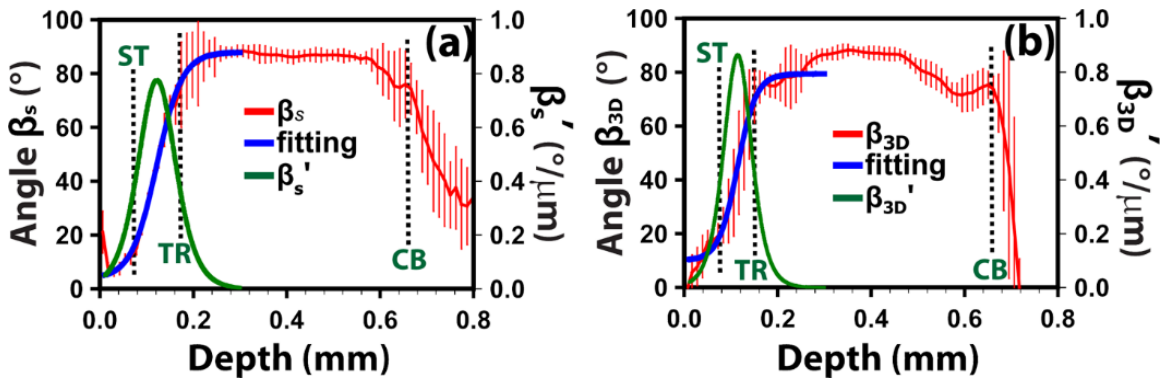 (a)
100
80
60
40
20
0
Angle βs (°)
ST
TR
CB
βs
fitting
βs'
1.0
0.8
0.6
0.4
0.2
0.0
βs' (°/μm)
0.0 0.2 0.4 0.6 0.8
Depth (mm)
(b)
100
80
60
40
20
0
Angle β3D (°)
ST
TR
CB
β3D
fitting
β3D'
1.0
0.8
0.6
0.4
0.2
0.0
β3D' (°/μm)
0.0 0.2 0.4 0.6 0.8
Depth (mm)